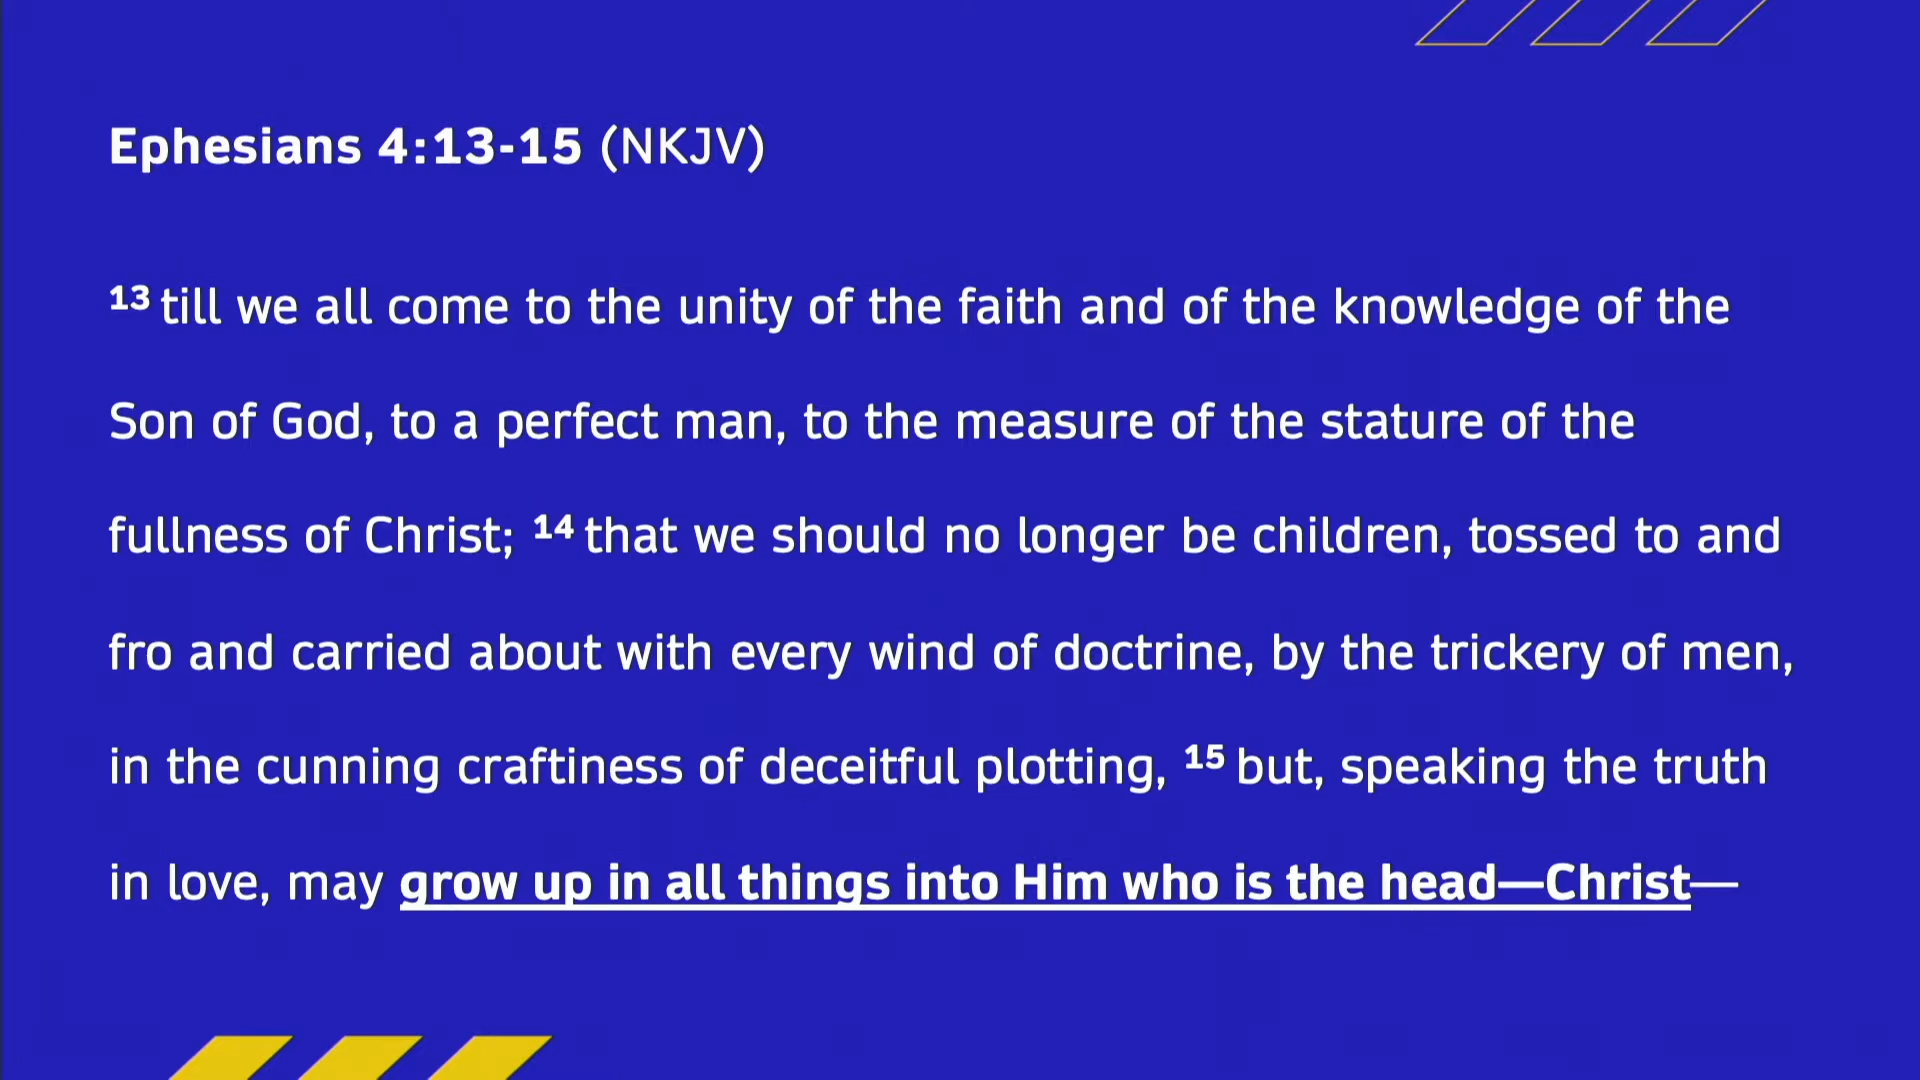 Ephesians 4:13-15 (NKJV)
13 till we all come to the unity of the faith and of the knowledge of the
Son of God, to a perfect man, to the measure of the stature of the
fullness of Christ; 14 that we should no longer be children, tossed to and
fro and carried about with every wind of doctrine, by the trickery of men,
in the cunning craftiness of deceitful plotting, 15 but, speaking the truth
in love, may grow up in all things into Him who is the head—Christ—